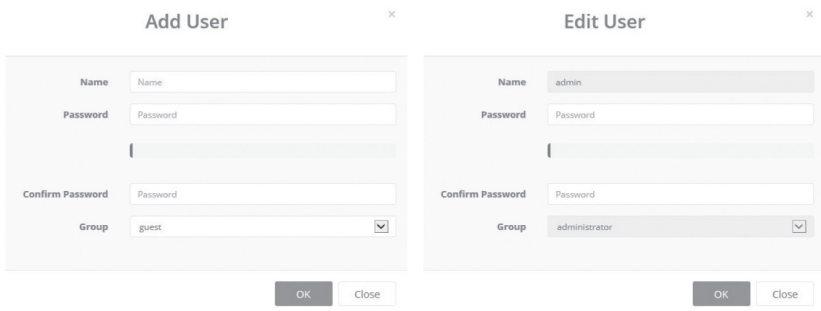 Add User
×
Name
Name
Password
Password
Confirm Password
Password
Group
guest
OK
Close
Edit User
×
Name
admin
Password
Password
Confirm Password
Password
Group
administrator
OK
Close